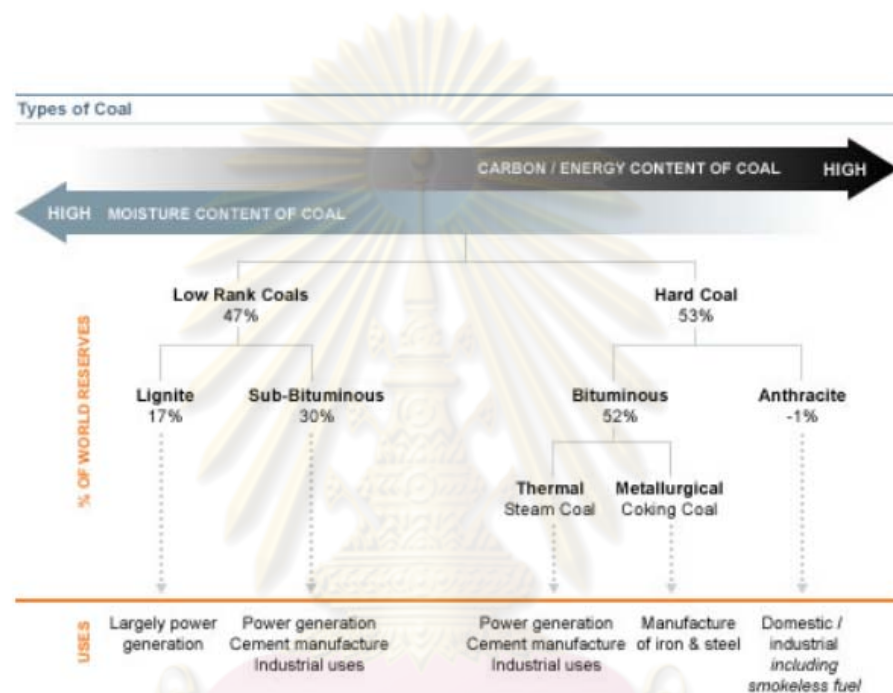 Types of Coal
CARBON / ENERGY CONTENT OF COAL HIGH
HIGH MOISTURE CONTENT OF COAL
% OF WORLD RESERVES
Low Rank Coals
47%
Hard Coal
53%
Lignite
17%
Sub-Bituminous
30%
Bituminous
52%
Anthracite
-1%
Thermal
Steam Coal
Metallurgical
Coking Coal
USES
Largely power
generation
Power generation
Cement manufacture
Industrial uses
Power generation
Cement manufacture
Industrial uses
Manufacture
of iron & steel
Domestic /
industrial
including
smokeless fuel